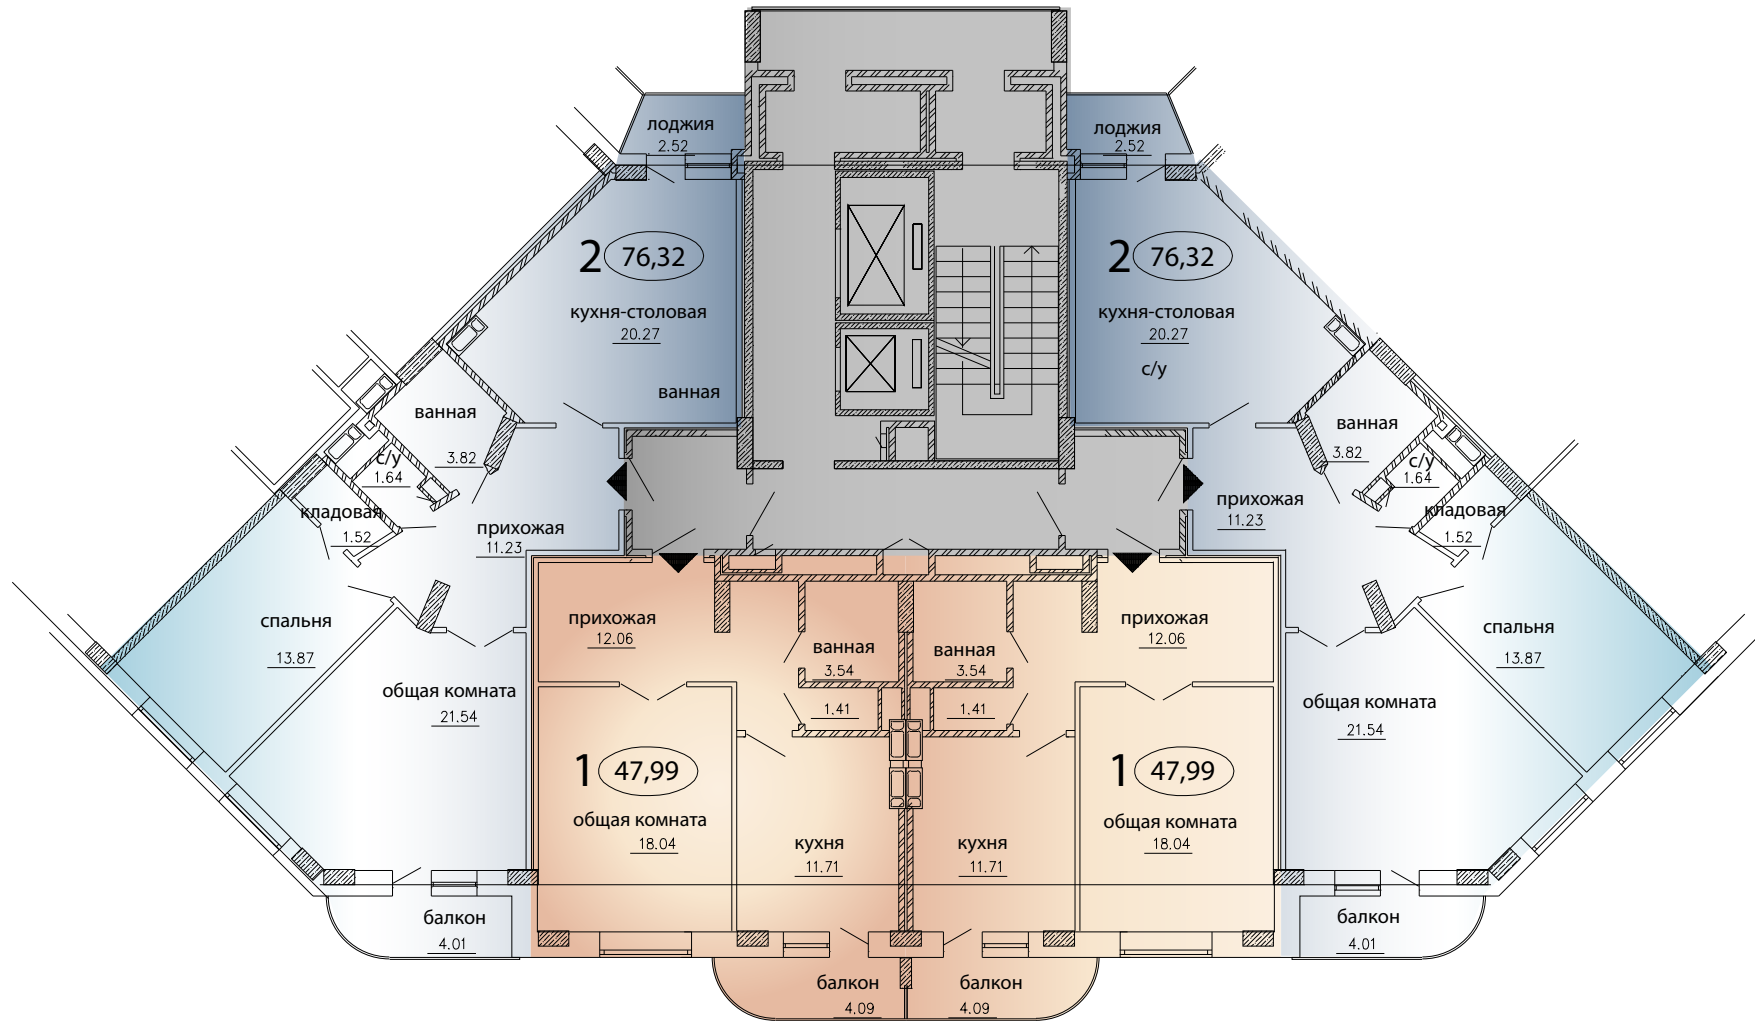 лоджия
2.52
лоджия
2.52
2 76,32
2 76,32
кухня-столовая
20.27
кухня-столовая
20.27
с/у
ванная
ванная
3.82
ванная
3.82
с/у
1.64
с/у
1.64
кладовая
1.52
кладовая
1.52
прихожая
11.23
прихожая
11.23
спальня
13.87
прихожая
12.06
прихожая
12.06
спальня
13.87
ванная
3.54
ванная
3.54
общая комната
21.54
1.41
1.41
общая комната
21.54
1 47,99
1 47,99
общая комната
18.04
общая комната
18.04
кухня
11.71
кухня
11.71
балкон
4.01
балкон
4.01
балкон
4.09
балкон
4.09